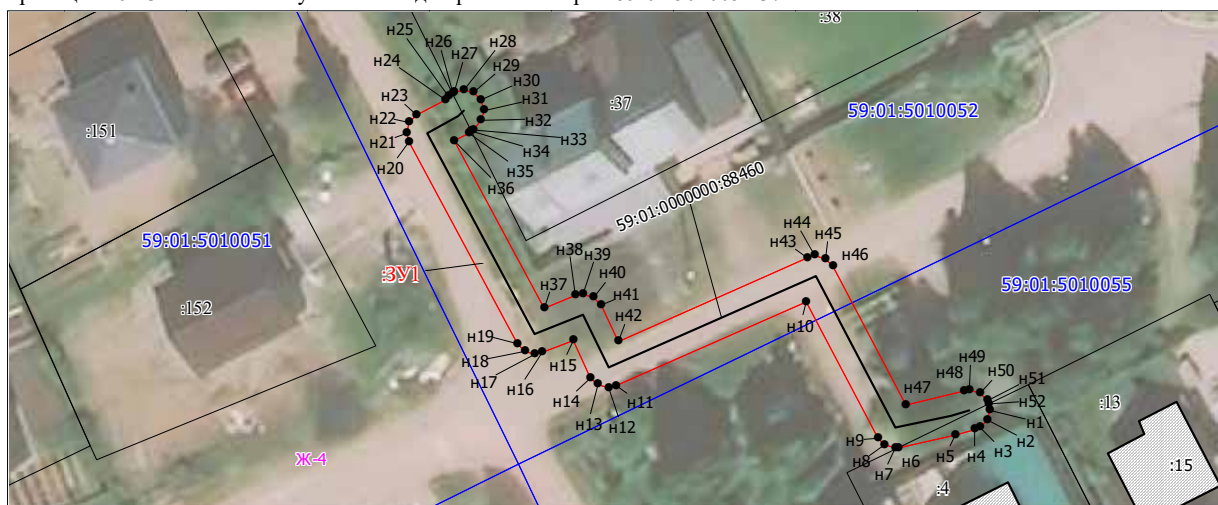 :38
н25
н26
н27
н28
н24
н29
н30
н23
н31
:37
59:01:5010052
н22
н32
:151
н21
н33
н20
н34
н35
59:01:0000000:88460
н36
59:01:5010051
н44
н45
н38
н39
н43
н46
:ЗУ1
н40
59:01:5010055
н37
н41
:152
н10
н42
н19
н18
н15
н17
н16
н49
н48
н50
н51
н47
н52
:13
н14
н11
н1
н13
н12
н2
н9
н5
н3
н8
н6
н4
н7
Ж-4
:15
:4